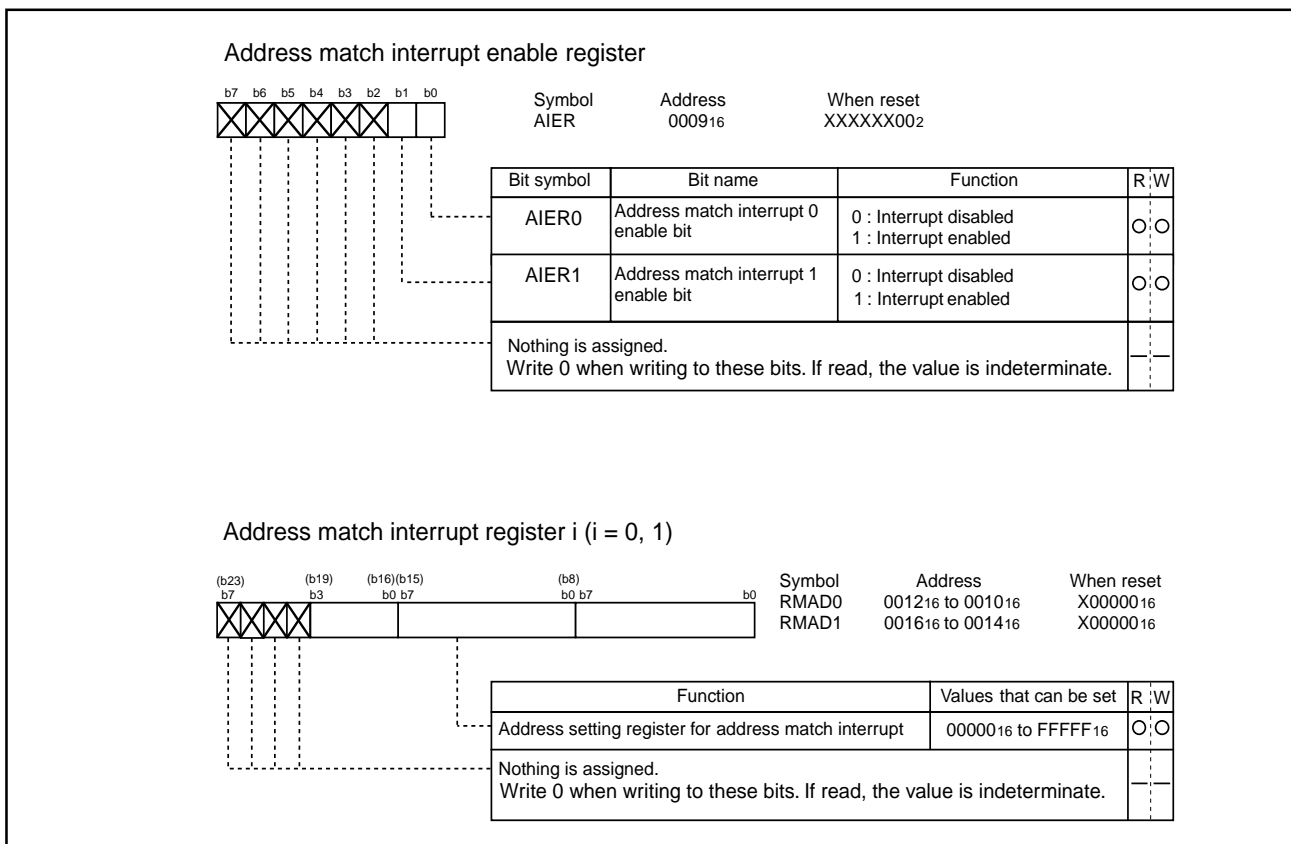 Address match interrupt enable register
b7 b6 b5 b4 b3 b2 b1 b0
Symbol Address When reset
AIER 000916 XXXXXX002
Bit symbol Bit name Function R W
AIER0 Address match interrupt 0 enable bit 0 : Interrupt disabled
1 : Interrupt enabled
AIER1 Address match interrupt 1 enable bit 0 : Interrupt disabled
1 : Interrupt enabled
Nothing is assigned.
Write 0 when writing to these bits. If read, the value is indeterminate.
Address match interrupt register i (i = 0, 1)
(b23) (b19) (b16)(b15) (b8)
b7 b3 b0 b7 b0 b7 b0
Symbol Address When reset
RMAD0 001216 to 001016 X0000016
RMAD1 001616 to 001416 X0000016
Function Values that can be set R W
Address setting register for address match interrupt 0000016 to FFFFF16
Nothing is assigned.
Write 0 when writing to these bits. If read, the value is indeterminate.